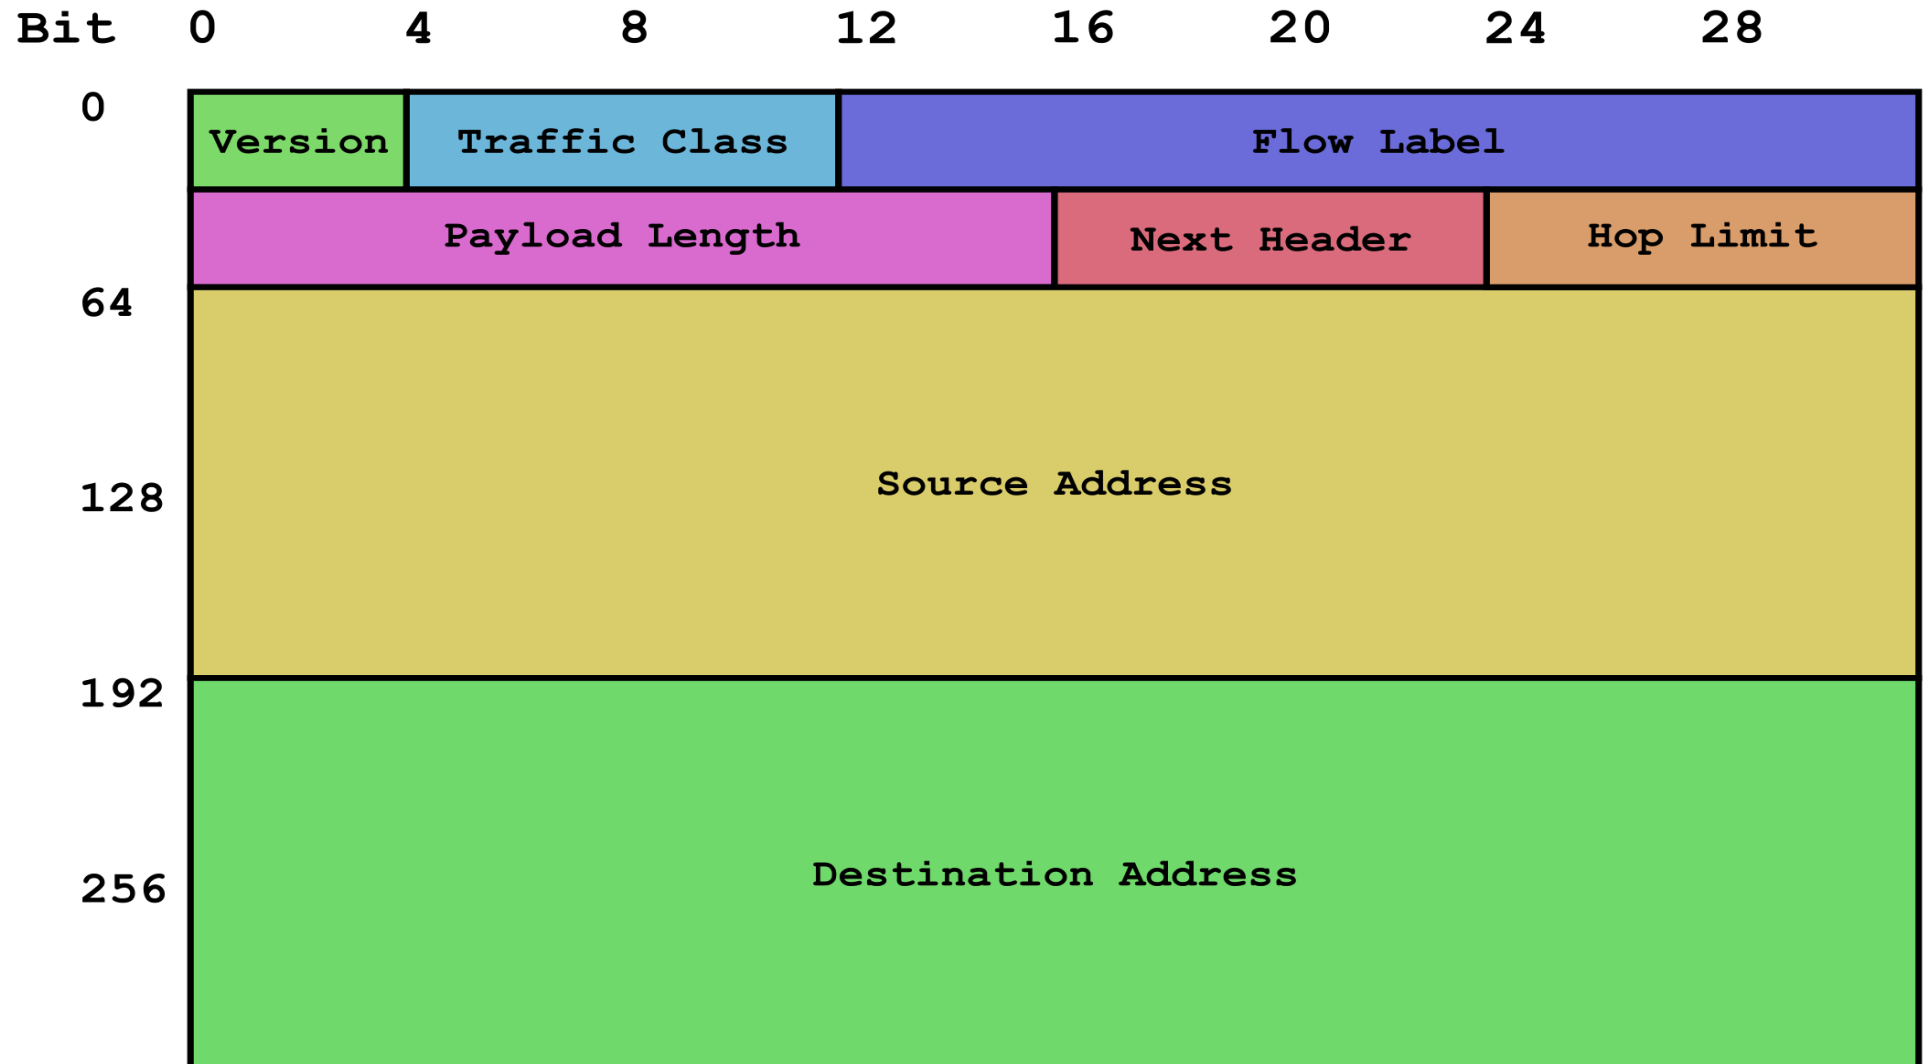 Bit 0 4 8 12 16 20 24 28
0
Version Traffic Class Flow Label
Payload Length Next Header Hop Limit
64
128 Source Address
192
Destination Address
256